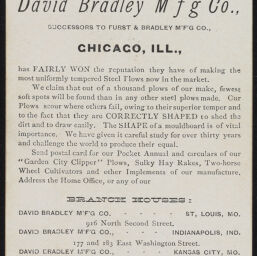 David Bradley M'f'g Co.,
SUCCESSORS TO FURST & BRADLEY M'F'G CO.,
CHICAGO, ILL.,
has FAIRLY WON the reputation they have of making the
most uniformly tempered Steel Plows now in the market.
We claim that out of a thousand plows of our make, fewest
soft spots will be found than in any other steel plows made. Our
Plows scour where others fail, owing to their superior temper and
to the fact that they are CORRECTLY SHAPED to shed the
dirt and to draw easily. The SHAPE of a mouldboard is of vital
importance. We have given it careful study for over thirty years
and challenge the world to produce their equal.
Send postal card for our Pocket Annual and circulars of our
"Garden City Clipper" Plows, Sulky Hay Rakes, Two-horse
Wheel Cultivators and other Implements of our manufacture.
Address the Home Office, or any of our
BRANCH HOUSES:
DAVID BRADLEY M'F'G CO. - - - ST. LOUIS, MO.
916 North Second Street.
DAVID BRADLEY M'F'G CO., - - - INDIANAPOLIS, IND.
177 and 183 East Washington Street.
DAVID BRADLEY M'F'G CO., - - - KANSAS CITY, MO.